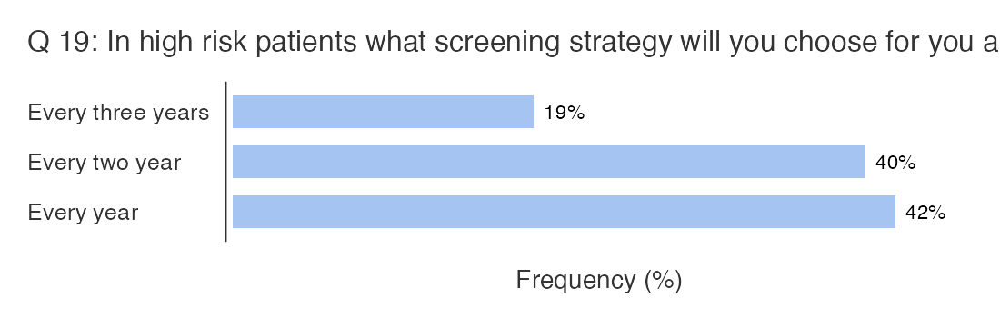 Q 19: In high risk patients what screening strategy will you choose for you a
Every three years 19%
Every two year 40%
Every year 42%
Frequency (%)